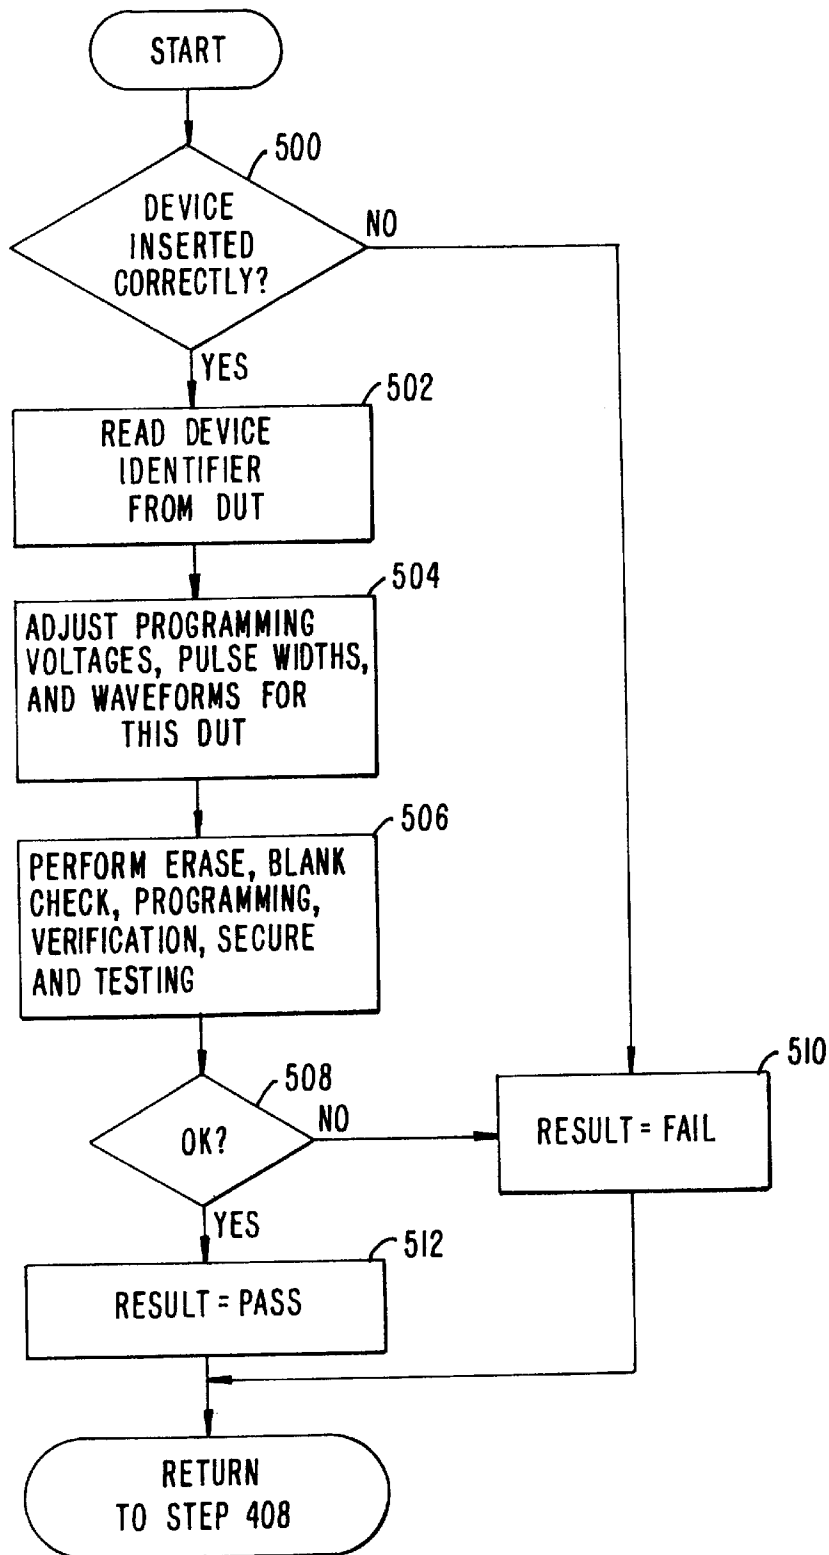 START
500
DEVICE
INSERTED
CORRECTLY?
NO
YES
502
READ DEVICE
IDENTIFIER
FROM DUT
504
ADJUST PROGRAMMING
VOLTAGES, PULSE WIDTHS,
AND WAVEFORMS FOR
THIS DUT
506
PERFORM ERASE, BLANK
CHECK, PROGRAMMING,
VERIFICATION, SECURE
AND TESTING
508
OK?
NO
510
RESULT = FAIL
YES
512
RESULT = PASS
RETURN
TO STEP 408